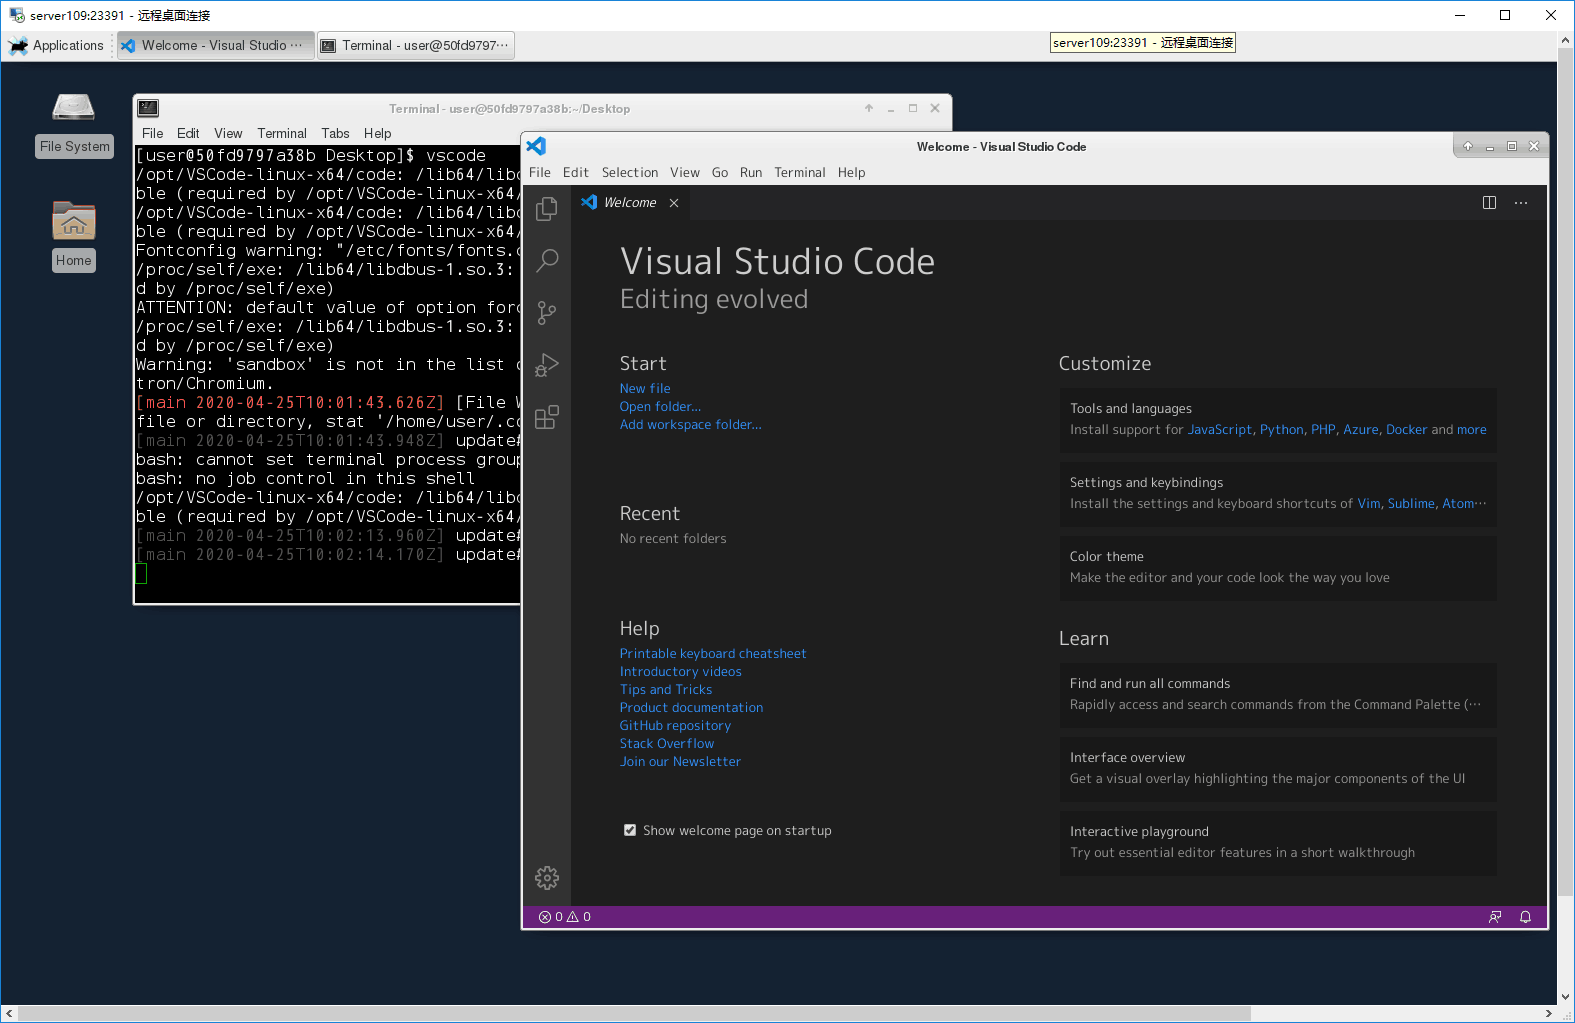 server109:23391 - 远程桌面连接
Applications
Welcome - Visual Studio ···
Terminal - user@50fd9797···
server109:23391 - 远程桌面连接
File System
Home
Terminal - user@50fd9797a38b:~/Desktop
File Edit View Terminal Tabs Help
[user@50fd9797a38b Desktop]$ vscode
/opt/VSCode-linux-x64/code: /lib64/libd
ble (required by /opt/VSCode-linux-x64/
/opt/VSCode-linux-x64/code: /lib64/libd
ble (required by /opt/VSCode-linux-x64/
Fontconfig warning: "/etc/fonts/fonts.c
/proc/self/exe: /lib64/libdbus-1.so.3:
d by /proc/self/exe)
ATTENTION: default value of option forc
/proc/self/exe: /lib64/libdbus-1.so.3:
d by /proc/self/exe)
Warning: 'sandbox' is not in the list o
tron/Chromium.
[main 2020-04-25T10:01:43.626Z] [File W
file or directory, stat '/home/user/.co
[main 2020-04-25T10:01:43.948Z] update#
bash: cannot set terminal process group
bash: no job control in this shell
/opt/VSCode-linux-x64/code: /lib64/libd
ble (required by /opt/VSCode-linux-x64/
[main 2020-04-25T10:02:13.960Z] update#
[main 2020-04-25T10:02:14.170Z] update#
Welcome - Visual Studio Code
File Edit Selection View Go Run Terminal Help
Welcome
Visual Studio Code
Editing evolved
Start
New file
Open folder...
Add workspace folder...
Recent
No recent folders
Help
Printable keyboard cheatsheet
Introductory videos
Tips and Tricks
Product documentation
GitHub repository
Stack Overflow
Join our Newsletter
Show welcome page on startup
Customize
Tools and languages
Install support for JavaScript, Python, PHP, Azure, Docker and more
Settings and keybindings
Install the settings and keyboard shortcuts of Vim, Sublime, Atom···
Color theme
Make the editor and your code look the way you love
Learn
Find and run all commands
Rapidly access and search commands from the Command Palette (···
Interface overview
Get a visual overlay highlighting the major components of the UI
Interactive playground
Try out essential editor features in a short walkthrough
0 0